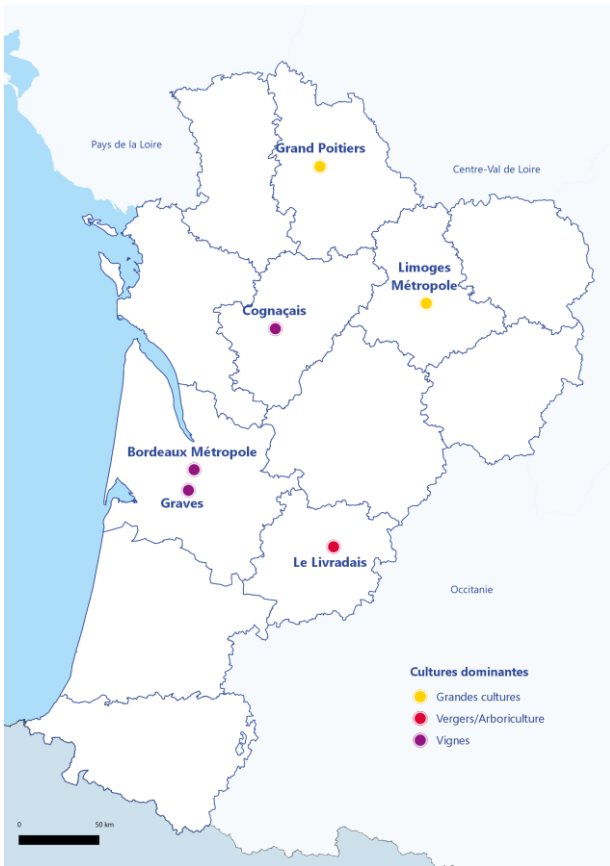 Grand Poitiers
Pays de la Loire
Centre-Val de Loire
Limoges
Métropole
Cognaçais
Bordeaux Métropole
Graves
Le Livradais
Occitanie
Cultures dominantes
Grandes cultures
Vergers/Arboriculture
Vignes
0
50 km